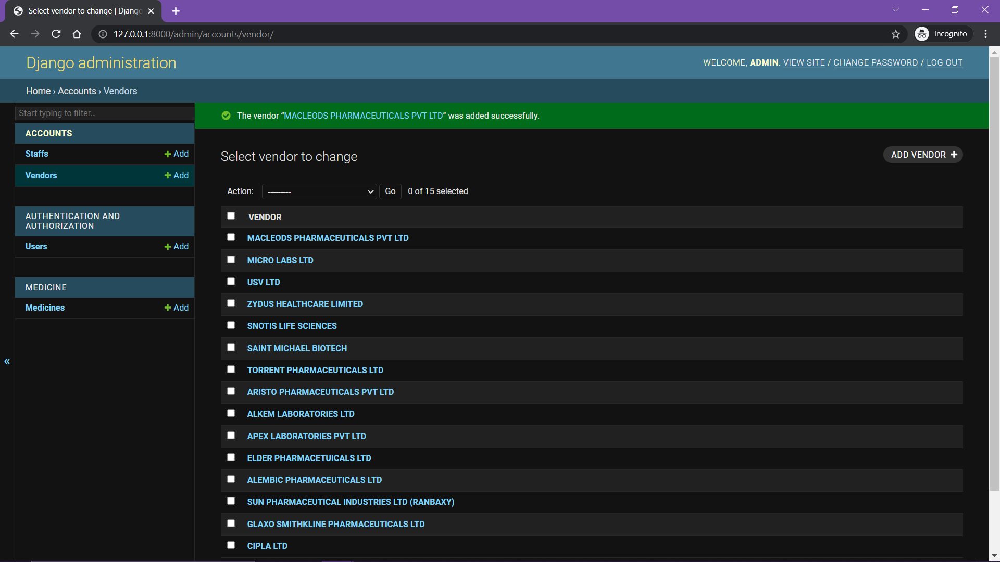 Select vendor to change | Django
127.0.0.1:8000/admin/accounts/vendor/
Incognito
Django administration
WELCOME, ADMIN. VIEW SITE / CHANGE PASSWORD / LOG OUT
Home › Accounts › Vendors
Start typing to filter...
The vendor “MACLEODS PHARMACEUTICALS PVT LTD” was added successfully.
ACCOUNTS
Staffs + Add
Vendors + Add
AUTHENTICATION AND
AUTHORIZATION
Users + Add
MEDICINE
Medicines + Add
«
Select vendor to change
ADD VENDOR +
Action: --------- Go 0 of 15 selected
VENDOR
MACLEODS PHARMACEUTICALS PVT LTD
MICRO LABS LTD
USV LTD
ZYDUS HEALTHCARE LIMITED
SNOTIS LIFE SCIENCES
SAINT MICHAEL BIOTECH
TORRENT PHARMACEUTICALS LTD
ARISTO PHARMACEUTICALS PVT LTD
ALKEM LABORATORIES LTD
APEX LABORATORIES PVT LTD
ELDER PHARMACETUICALS LTD
ALEMBIC PHARMACEUTICALS LTD
SUN PHARMACEUTICAL INDUSTRIES LTD (RANBAXY)
GLAXO SMITHKLINE PHARMACEUTICALS LTD
CIPLA LTD